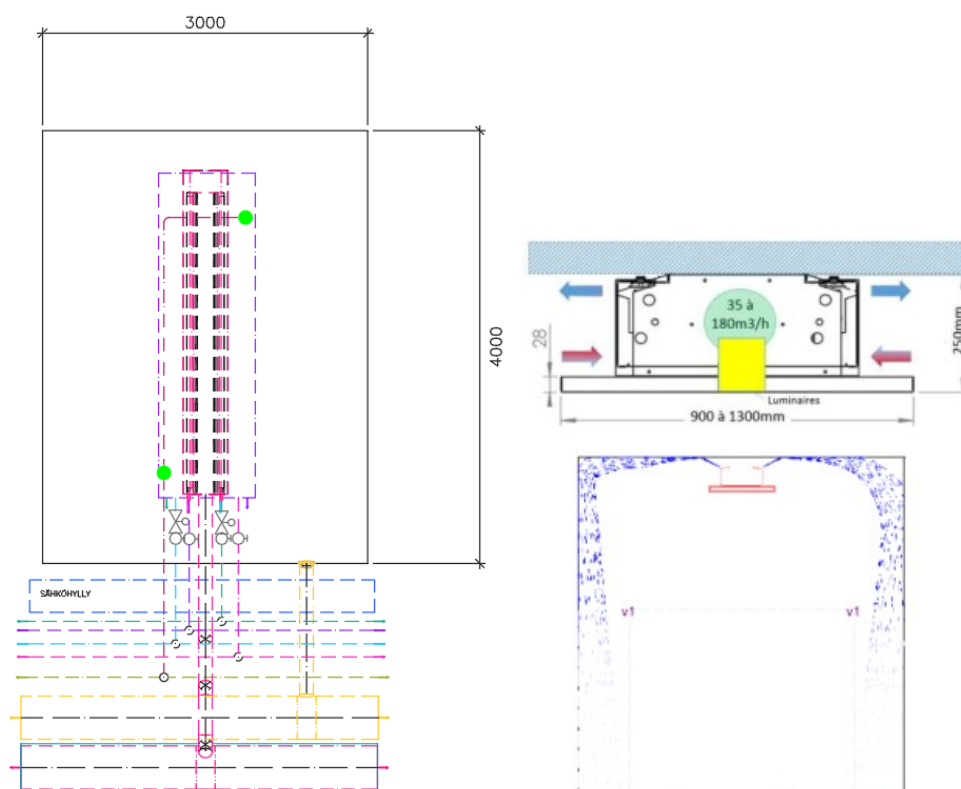 3000
4000
SÄHKÖHYLLY
35 à
180m3/h
28
250mm
Luminaires
900 à 1300mm
v1
v1